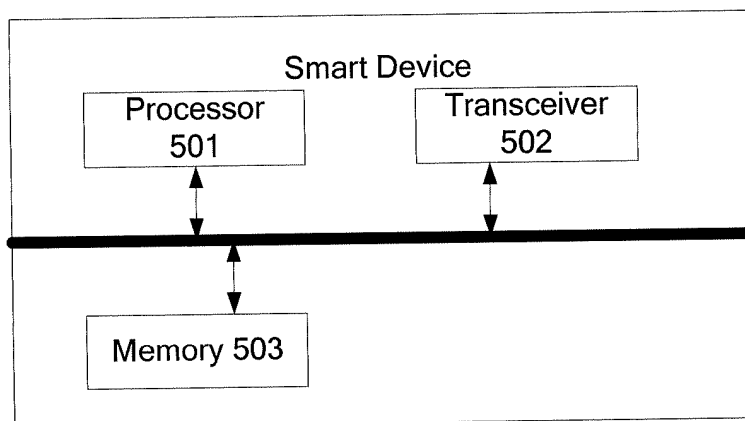 Smart Device
Processor
501
Transceiver
502
Memory 503